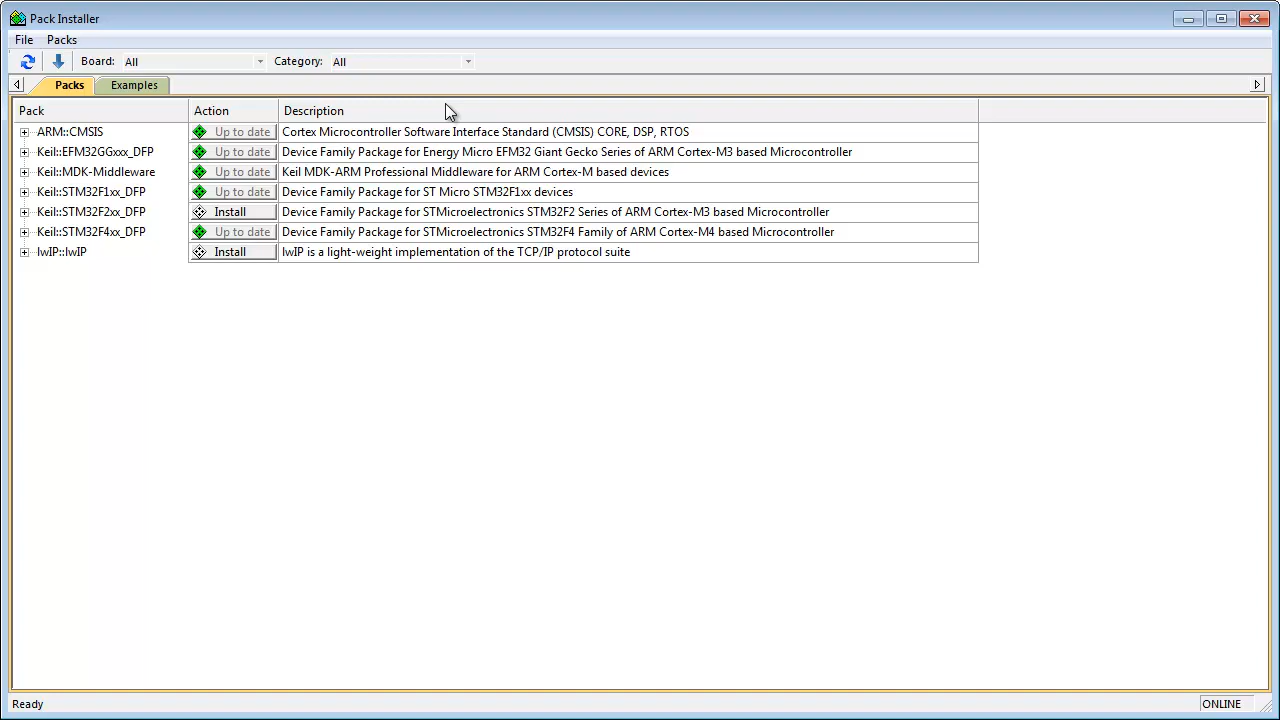 Pack Installer
File Packs
Board: All Category: All
Packs Examples
Pack Action Description
ARM::CMSIS Up to date Cortex Microcontroller Software Interface Standard (CMSIS) CORE, DSP, RTOS
Keil::EFM32GGxxx_DFP Up to date Device Family Package for Energy Micro EFM32 Giant Gecko Series of ARM Cortex-M3 based Microcontroller
Keil::MDK-Middleware Up to date Keil MDK-ARM Professional Middleware for ARM Cortex-M based devices
Keil::STM32F1xx_DFP Up to date Device Family Package for ST Micro STM32F1xx devices
Keil::STM32F2xx_DFP Install Device Family Package for STMicroelectronics STM32F2 Series of ARM Cortex-M3 based Microcontroller
Keil::STM32F4xx_DFP Up to date Device Family Package for STMicroelectronics STM32F4 Family of ARM Cortex-M4 based Microcontroller
lwIP::lwIP Install lwIP is a light-weight implementation of the TCP/IP protocol suite
Ready ONLINE